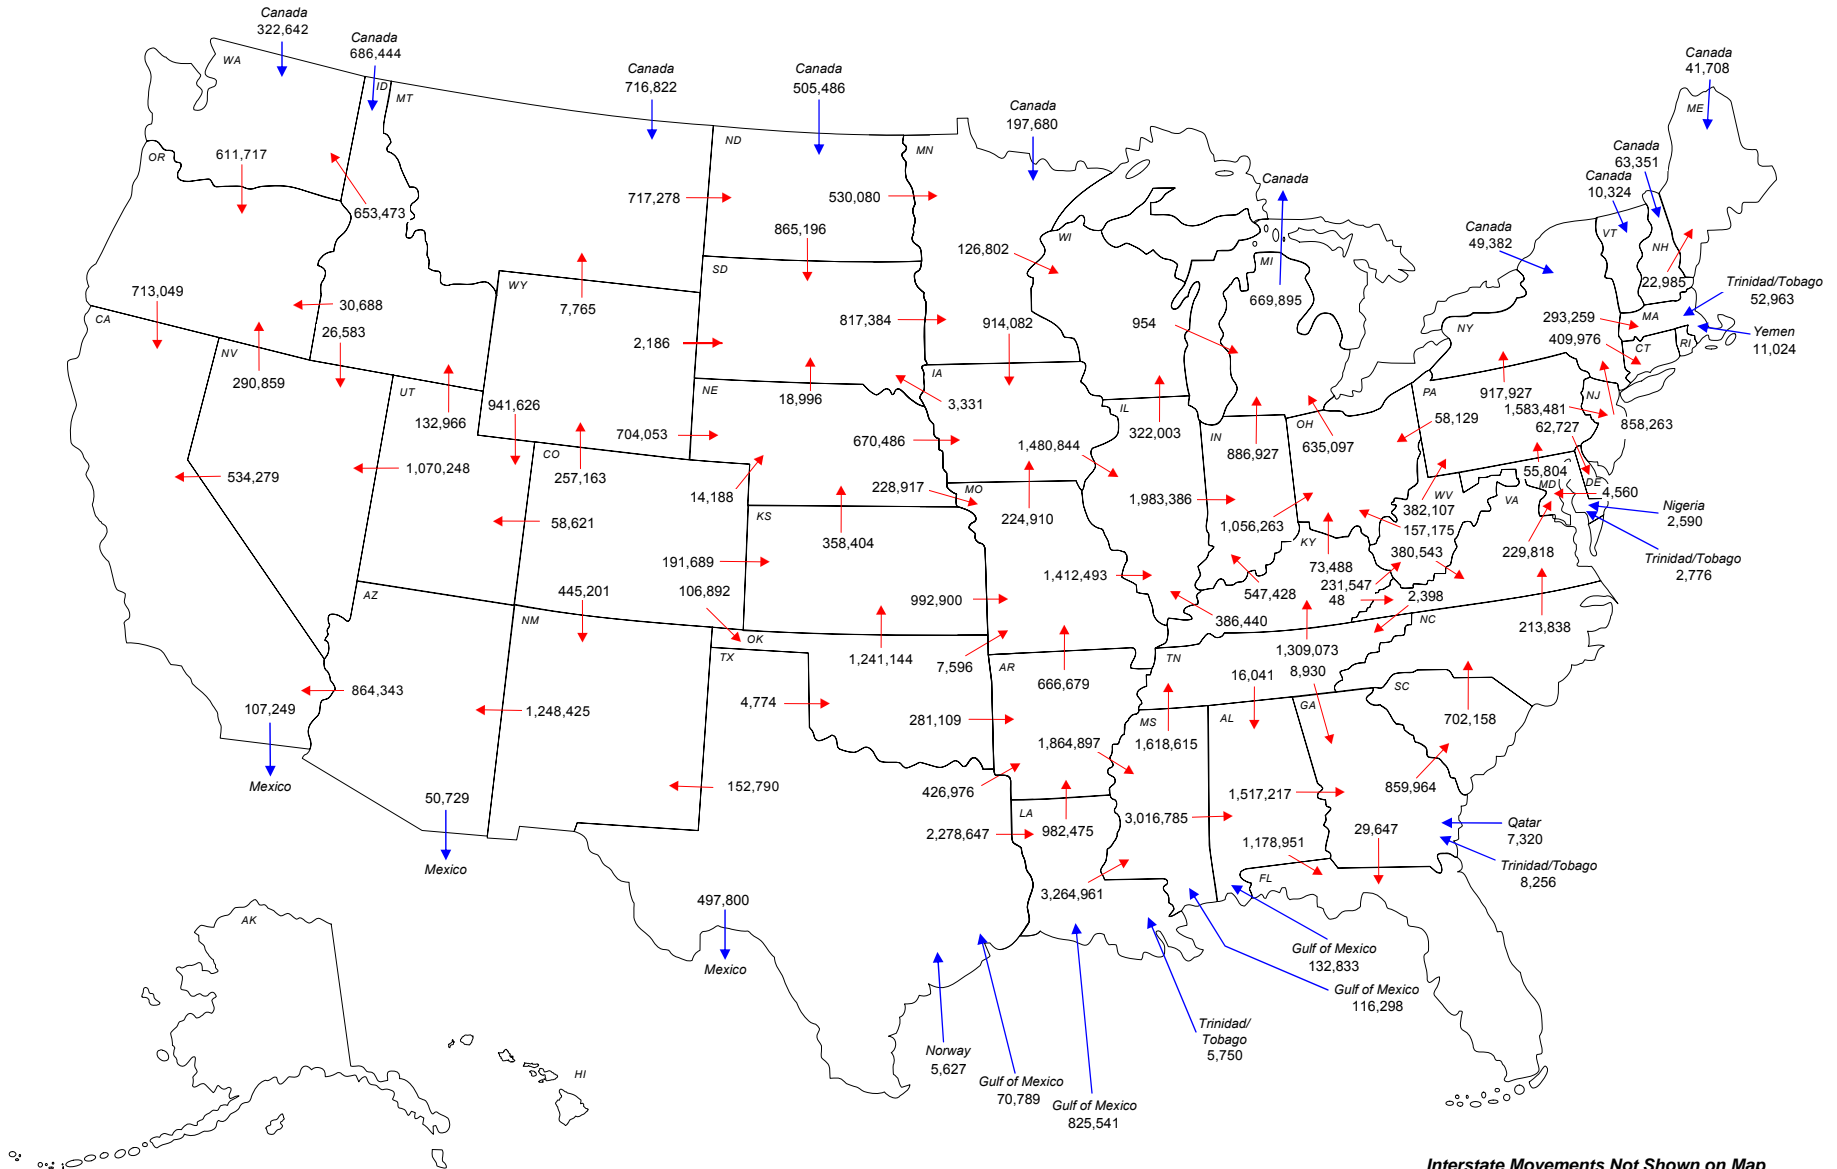 Canada
322,642
Canada
686,444
Canada
716,822
Canada
505,486
Canada
197,680
Canada
669,895
Canada
41,708
Canada
63,351
Canada
10,324
Canada
49,382
Trinidad/Tobago
52,963
Yemen
11,024
WA
ID
MT
ND
MN
OR
611,717
653,473
717,278
530,080
865,196
126,802
WI
MI
954
ME
VT
NH
22,985
NY
MA
293,259
CT
RI
409,976
SD
WY
7,765
2,186
817,384
914,082
713,049
30,688
26,583
CA
NV
290,859
UT
132,966
941,626
NE
18,996
IA
3,331
IL
322,003
IN
886,927
OH
635,097
PA
58,129
917,927
NJ
1,583,481
62,727
858,263
704,053
670,486
1,480,844
CO
257,163
534,279
1,070,248
14,188
228,917
MO
224,910
1,983,386
1,056,263
WV
382,107
157,175
55,804
MD
DE
VA
4,560
Nigeria
2,590
58,621
KS
358,404
191,689
KY
73,488
380,543
229,818
Trinidad/Tobago
2,776
AZ
445,201
106,892
992,900
1,412,493
547,428
231,547
48
2,398
NM
OK
TX
1,241,144
7,596
AR
666,679
386,440
TN
1,309,073
8,930
NC
213,838
864,343
107,249
Mexico
1,248,425
4,774
281,109
16,041
MS
1,618,615
AL
GA
SC
702,158
1,864,897
859,964
50,729
Mexico
152,790
426,976
LA
982,475
2,278,647
3,016,785
1,517,217
29,647
1,178,951
FL
Qatar
7,320
Trinidad/Tobago
8,256
3,264,961
497,800
Mexico
AK
HI
Gulf of Mexico
132,833
Gulf of Mexico
116,298
Trinidad/
Tobago
5,750
Norway
5,627
Gulf of Mexico
70,789
Gulf of Mexico
825,541
Interstate Movements Not Shown on Map